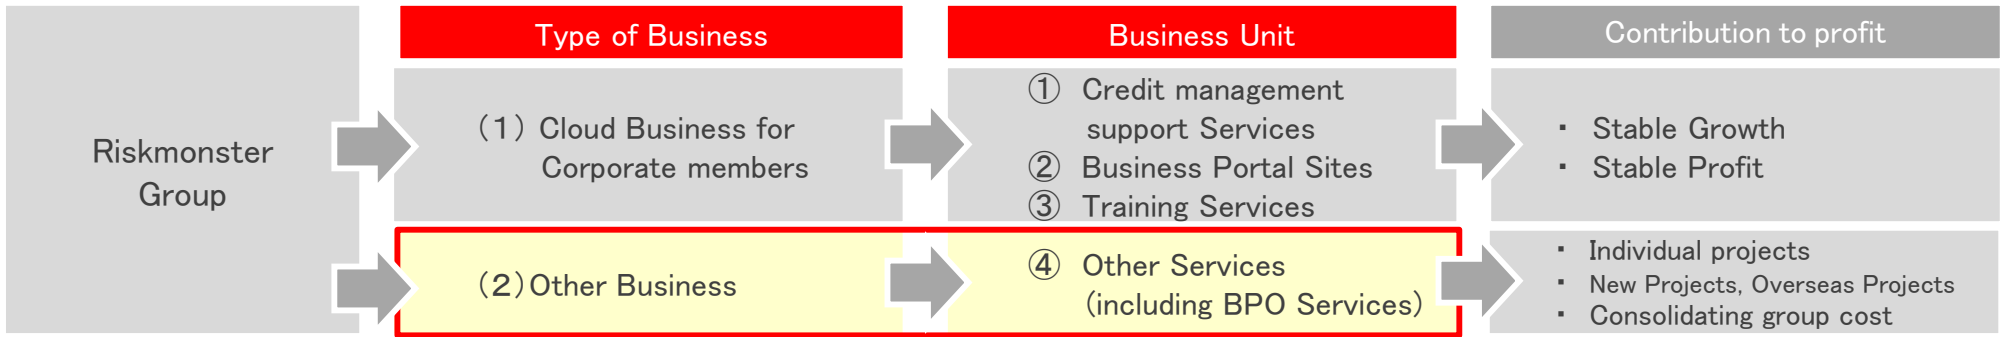 Type of Business
Business Unit
Contribution to profit
Riskmonster
Group
(1) Cloud Business for
Corporate members
① Credit management
support Services
② Business Portal Sites
③ Training Services
・ Stable Growth
・ Stable Profit
(2) Other Business
④ Other Services
(including BPO Services)
・ Individual projects
・ New Projects, Overseas Projects
・ Consolidating group cost